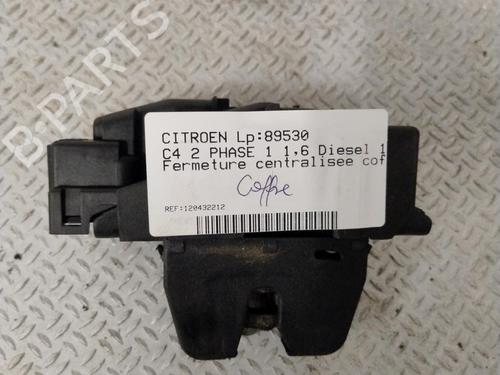 B-PARTS
CITROEN Lp:89530
C4 2 PHASE 1 1,6 Diesel 1
Fermeture centralisee cof
Coffre
REF:120432212